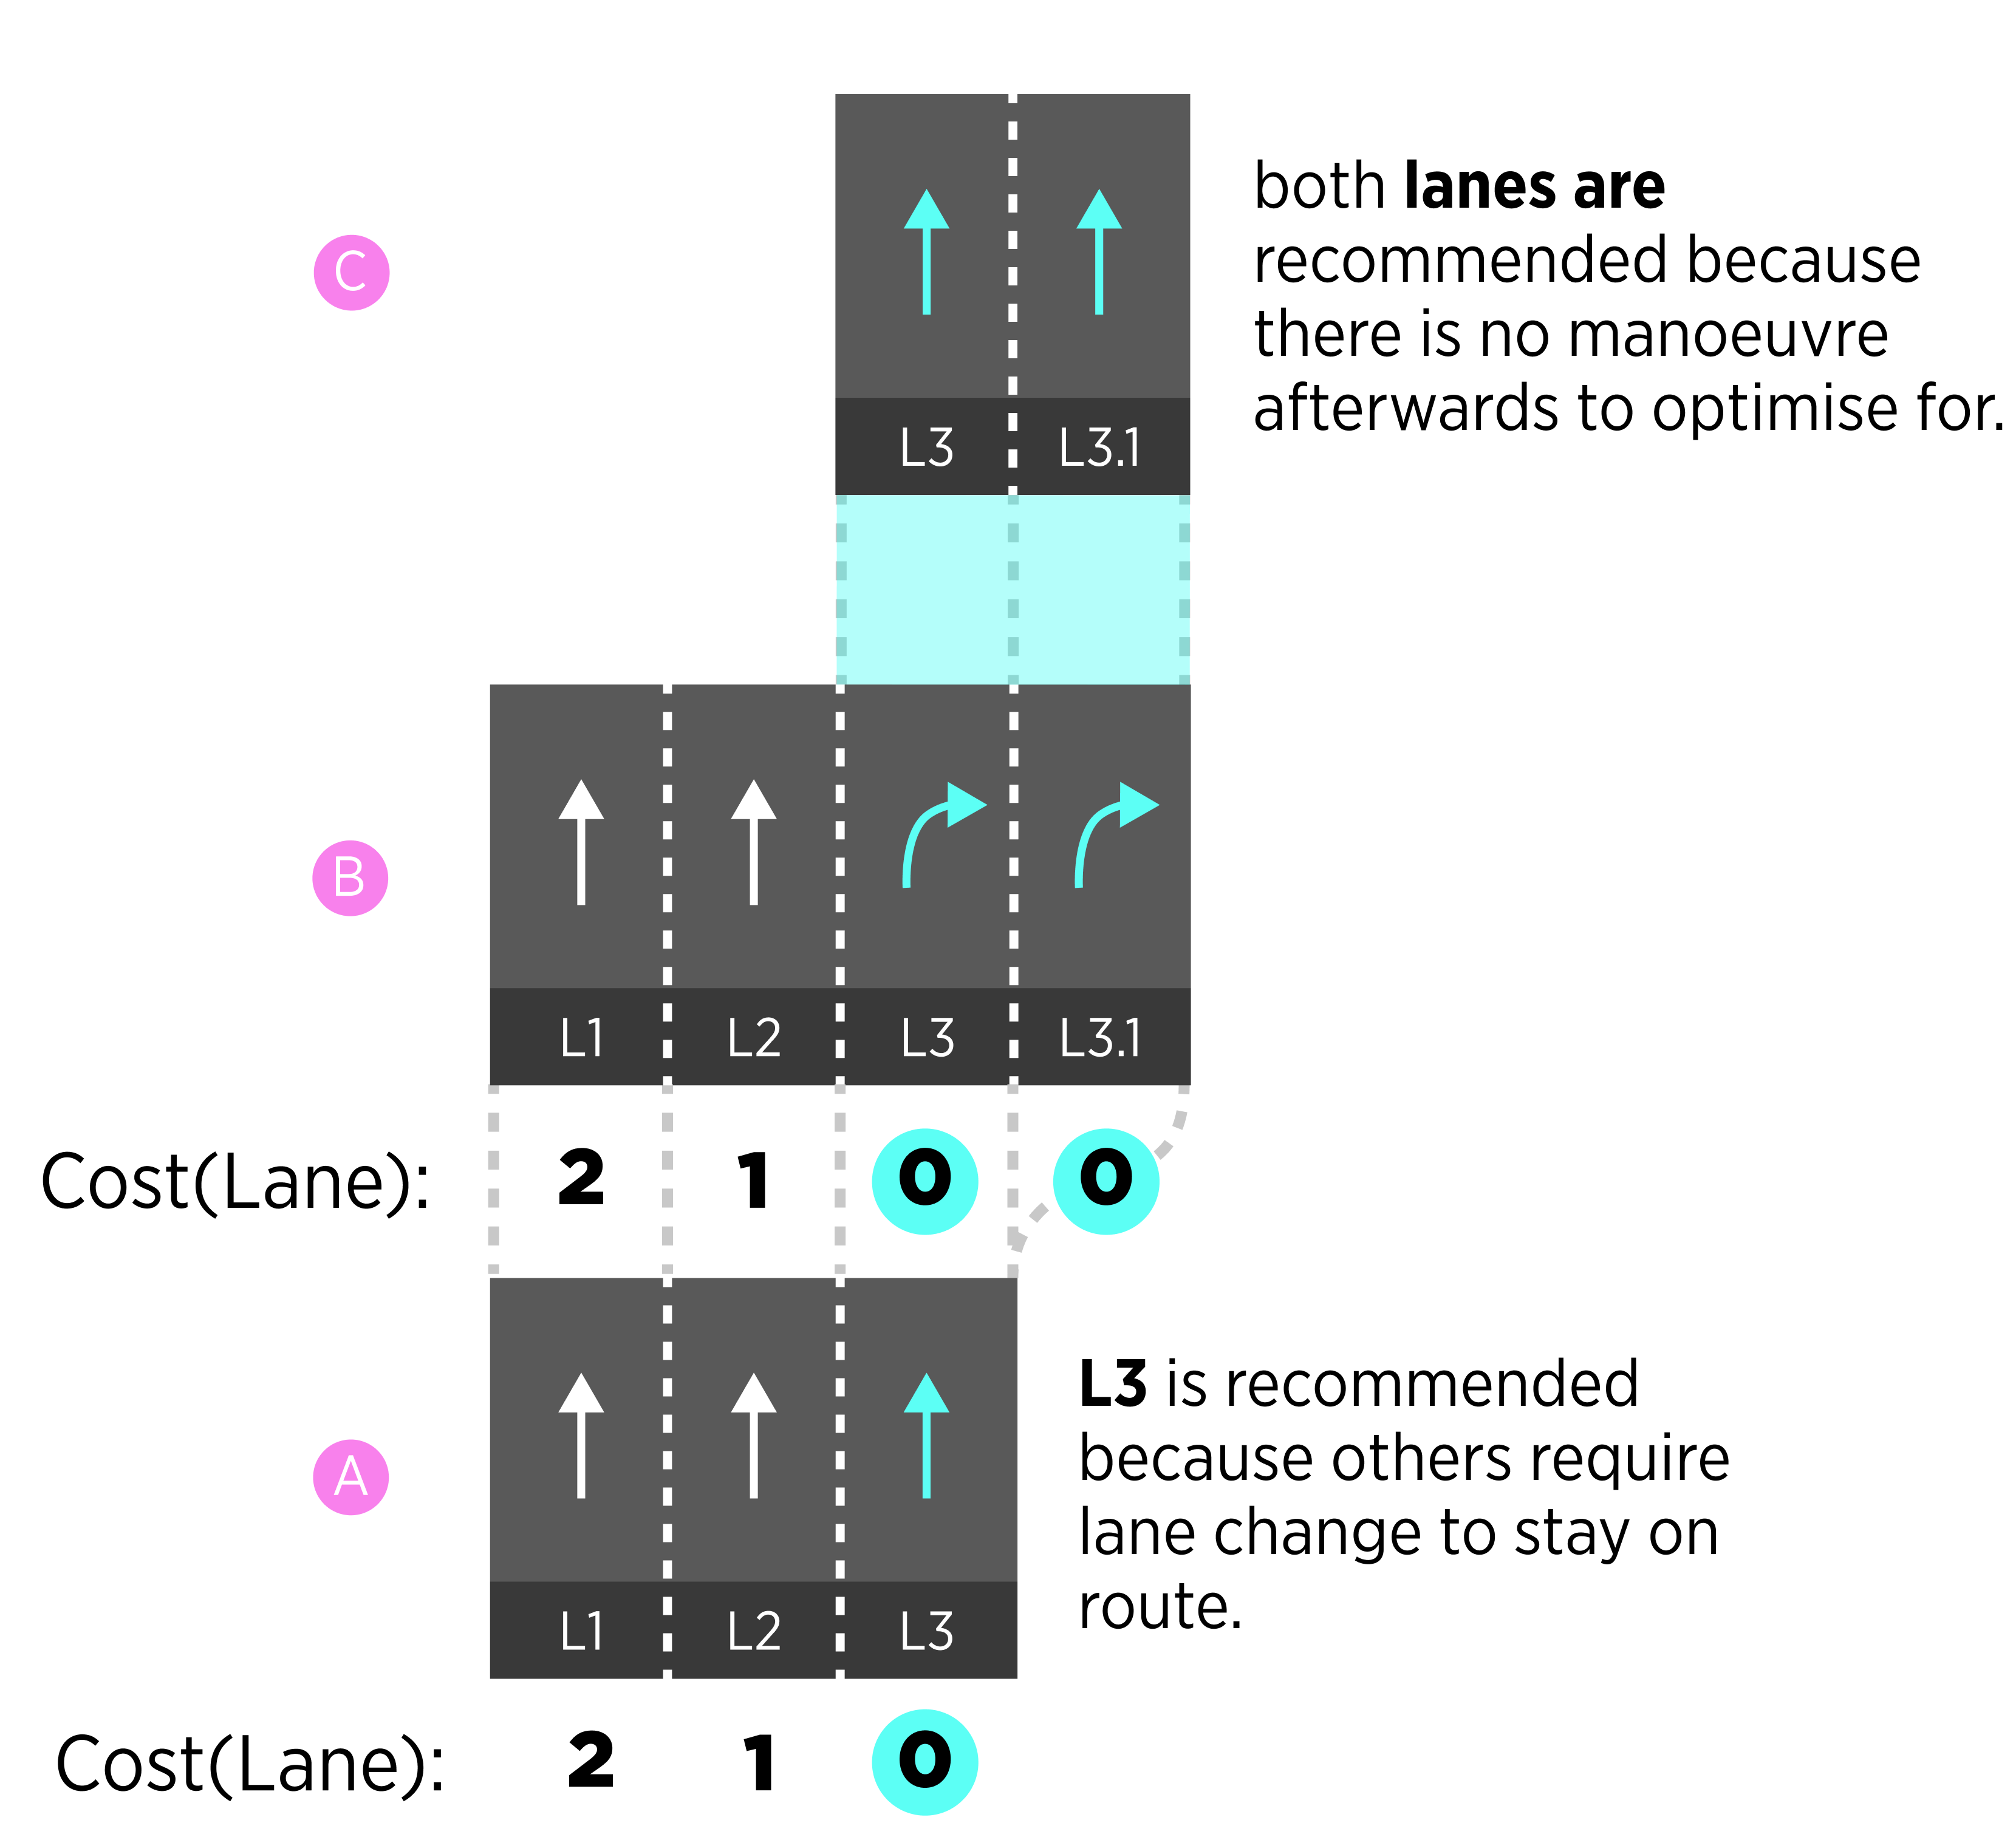 both lanes are
recommended because
there is no manoeuvre
afterwards to optimise for.
C
L3 L3.1
B
L1 L2 L3 L3.1
Cost(Lane): 2 1 0 0
A
L3 is recommended
because others require
lane change to stay on
route.
L1 L2 L3
Cost(Lane): 2 1 0